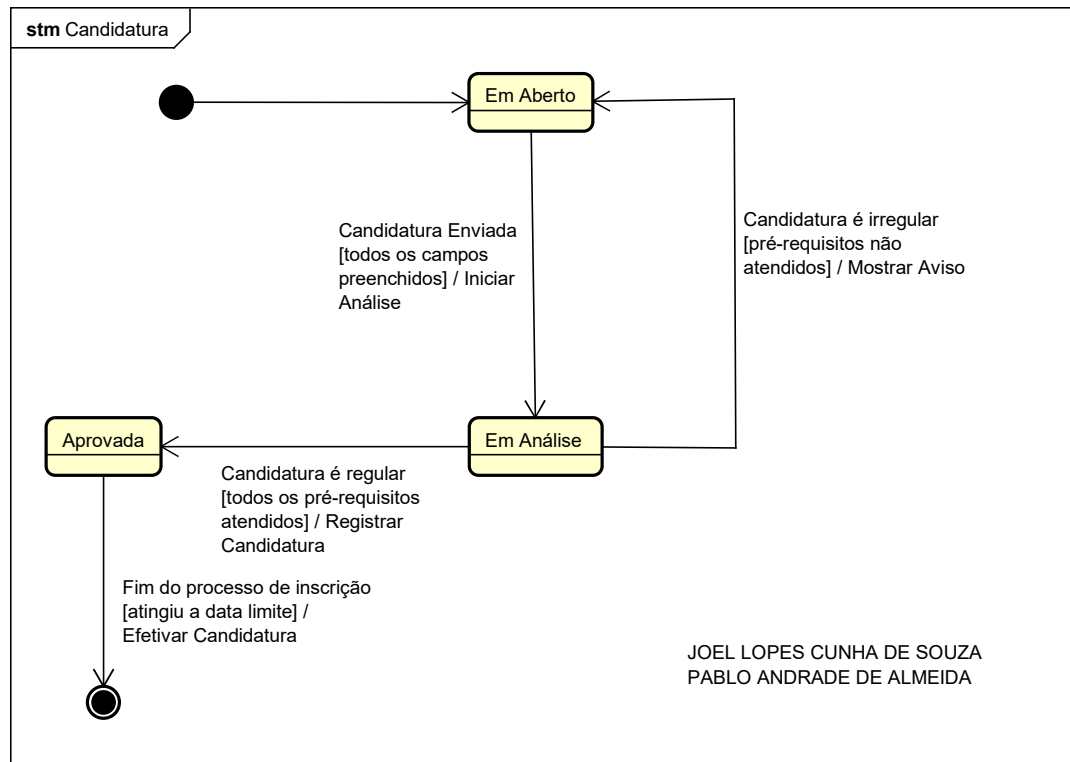 stm Candidatura
Em Aberto
Candidatura Enviada
[todos os campos
preenchidos] / Iniciar
Análise
Candidatura é irregular
[pré-requisitos não
atendidos] / Mostrar Aviso
Aprovada
Em Análise
Candidatura é regular
[todos os pré-requisitos
atendidos] / Registrar
Candidatura
Fim do processo de inscrição
[atingiu a data limite] /
Efetivar Candidatura
JOEL LOPES CUNHA DE SOUZA
PABLO ANDRADE DE ALMEIDA